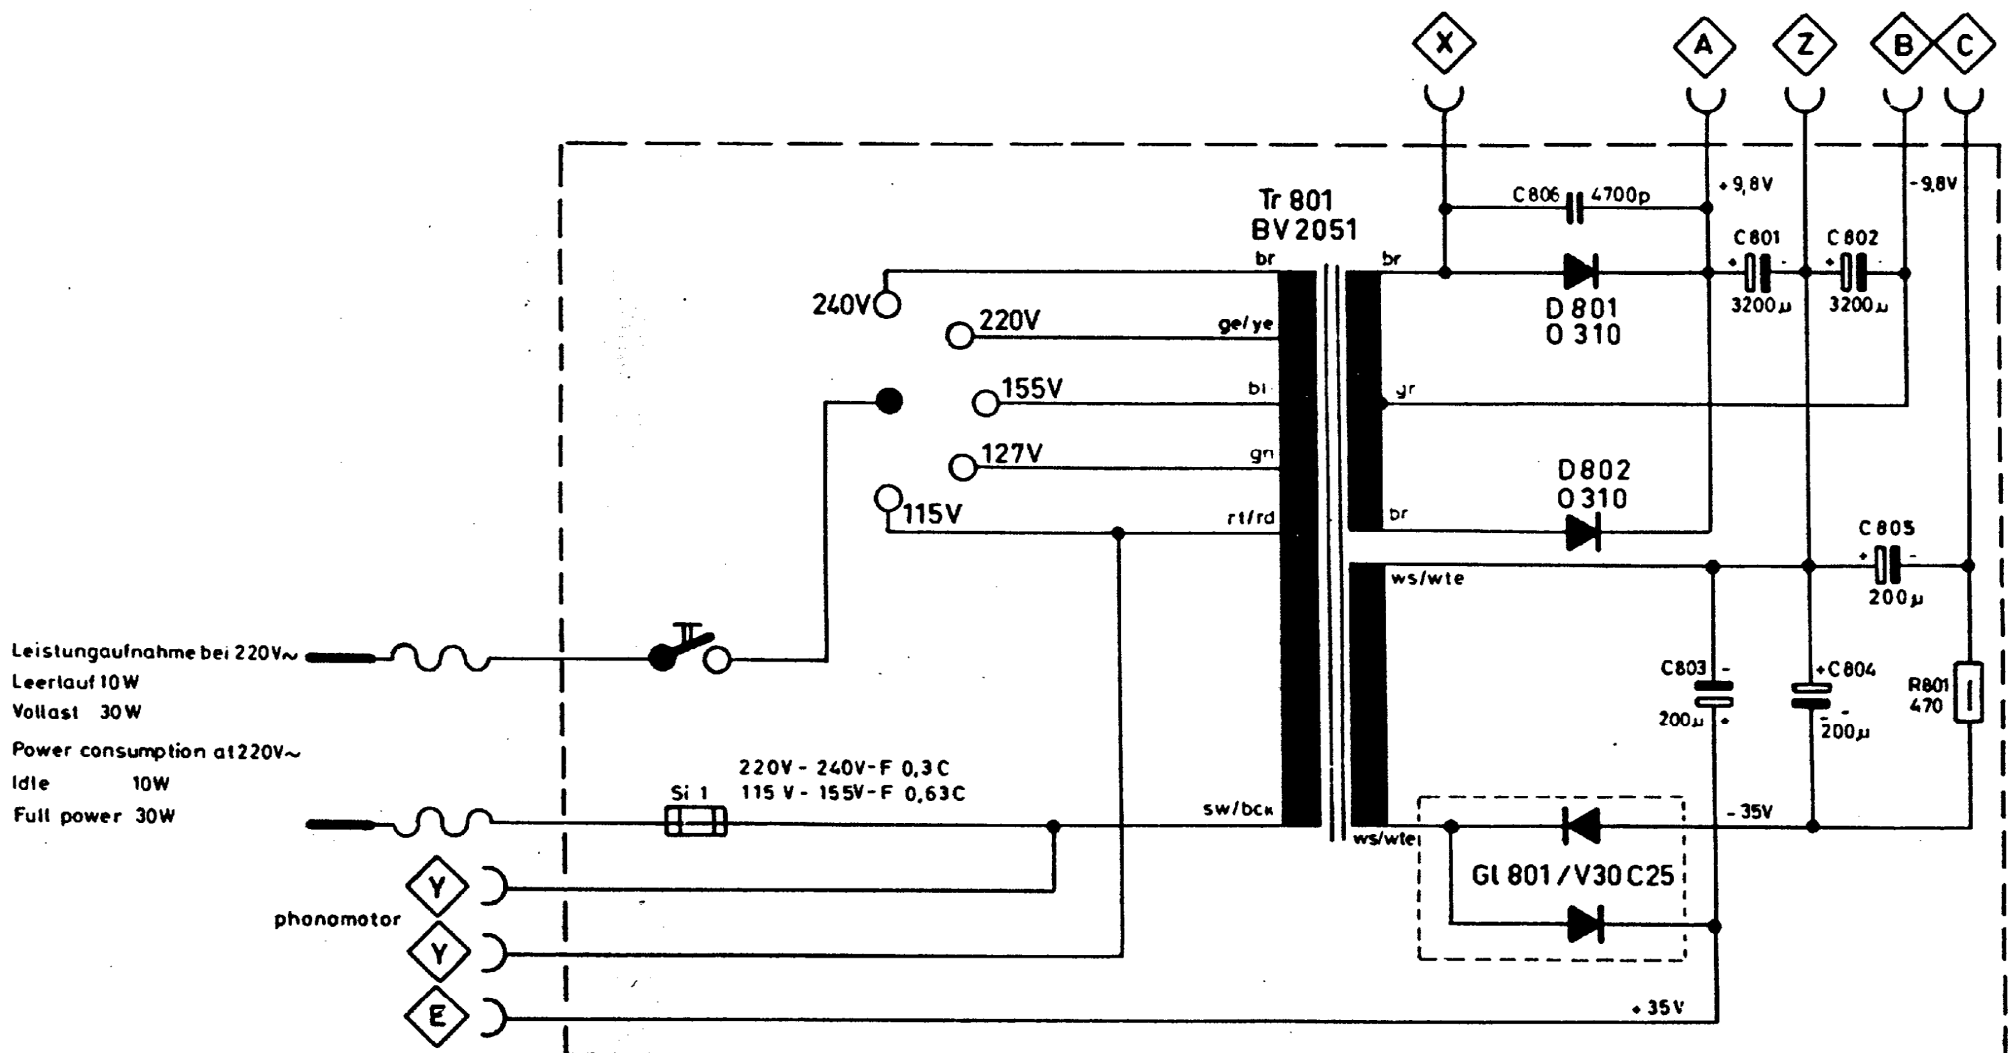 X
A
Z
B
C
+9,8V
-9,8V
Tr 801
BV 2051
C806 4700p
C801
+ -
3200µ
C802
+ -
3200µ
br
br
D801
O 310
240V
220V
ge/ye
155V
bl
gr
127V
gn
D802
O 310
115V
rt/rd
br
C805
+ -
200µ
ws/wte
Leistungaufnahme bei 220V~
Leerlauf 10W
Vollast 30W
Power consumption at 220V~
Idle 10W
Full power 30W
C803 -
200µ +
+C804
-
200µ
R801
470
220V - 240V-F 0,3C
115 V - 155V-F 0,63C
Si 1
sw/bck
ws/wte
-35V
Gl 801/V30C25
Y
phonomotor
Y
E
+35V